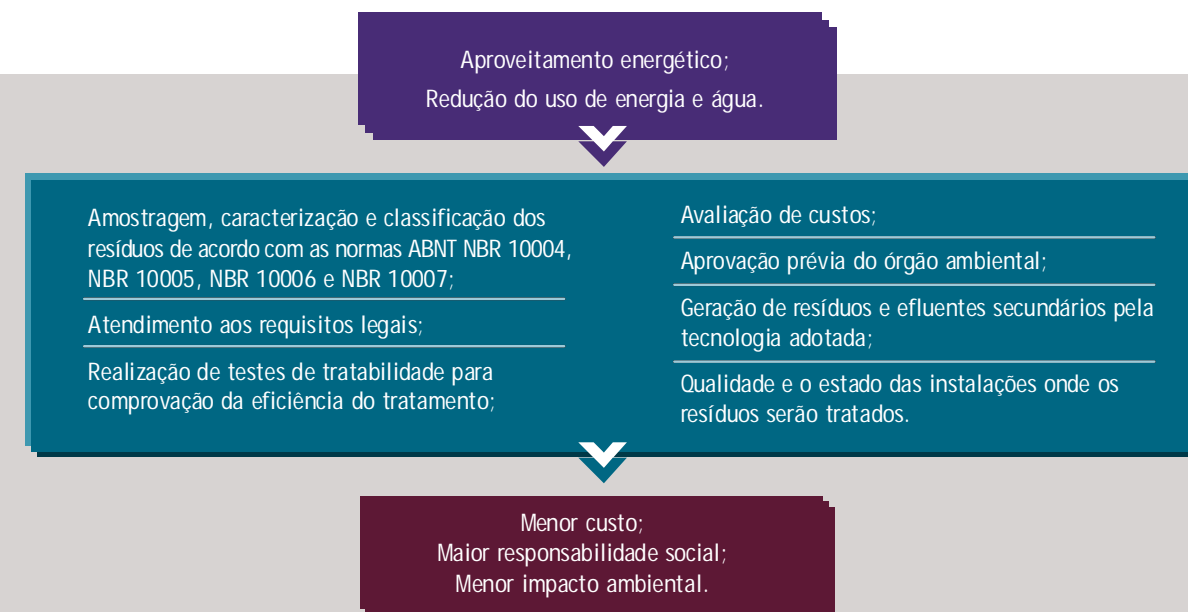 Aproveitamento energético;
Redução do uso de energia e água.
Amostragem, caracterização e classificação dos
resíduos de acordo com as normas ABNT NBR 10004,
NBR 10005, NBR 10006 e NBR 10007;
Atendimento aos requisitos legais;
Realização de testes de tratabilidade para
comprovação da eficiência do tratamento;
Avaliação de custos;
Aprovação prévia do órgão ambiental;
Geração de resíduos e efluentes secundários pela
tecnologia adotada;
Qualidade e o estado das instalações onde os
resíduos serão tratados.
Menor custo;
Maior responsabilidade social;
Menor impacto ambiental.